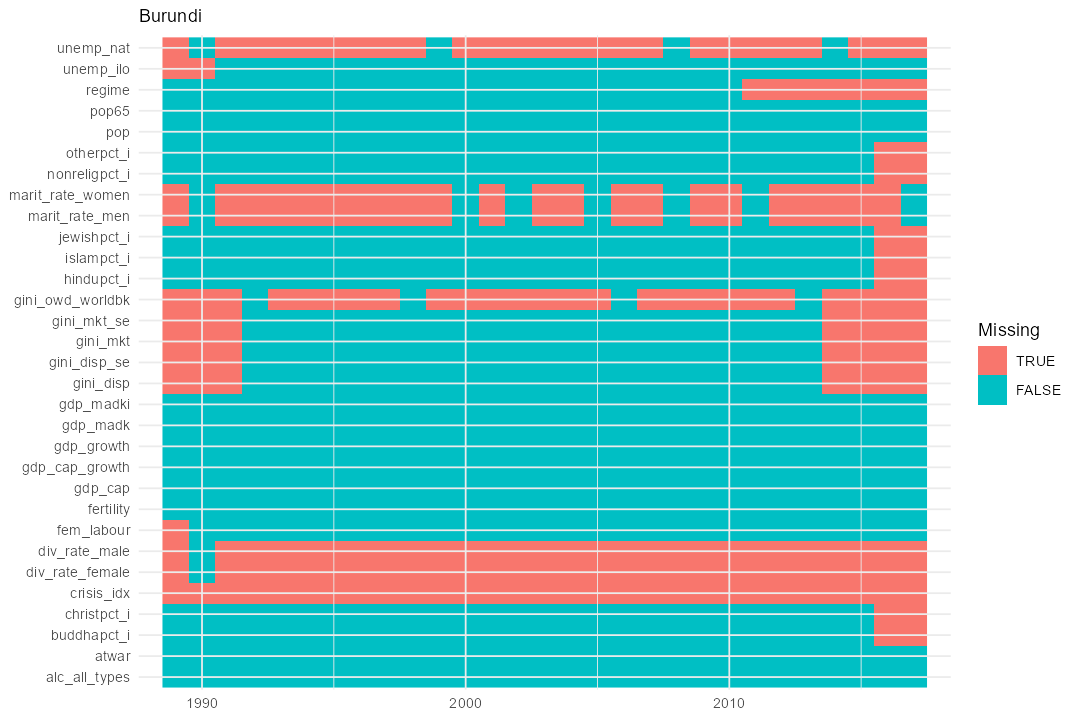 Burundi
unemp_nat
unemp_ilo
regime
pop65
pop
otherpct_i
nonreligpct_i
marit_rate_women
marit_rate_men
jewishpct_i
islampct_i
hindupct_i
gini_owd_worldbk
gini_mkt_se
gini_mkt
gini_disp_se
gini_disp
gdp_madki
gdp_madk
gdp_growth
gdp_cap_growth
gdp_cap
fertility
fem_labour
div_rate_male
div_rate_female
crisis_idx
christpct_i
buddhapct_i
atwar
alc_all_types
1990 2000 2010
Missing
TRUE
FALSE